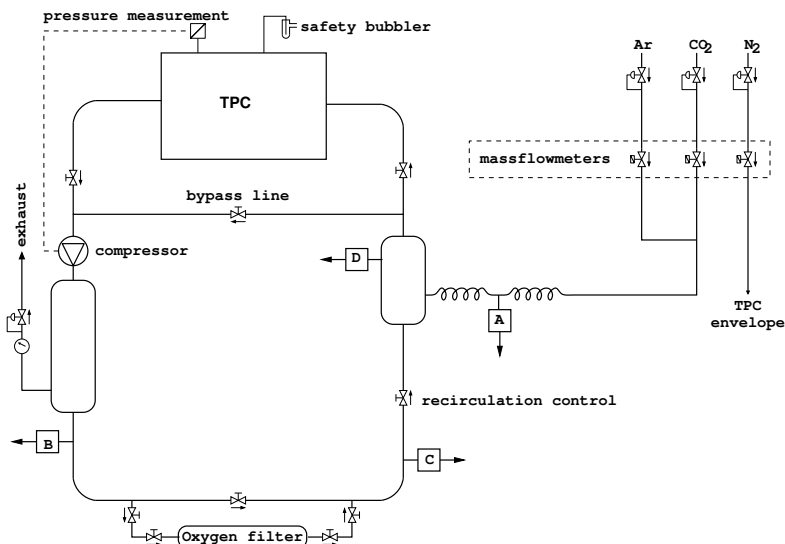 pressure measurement
safety bubbler
Ar CO2 N2
TPC
massflowmeters
bypass line
exhaust
compressor
D
A
TPC
envelope
recirculation control
B
C
Oxygen filter